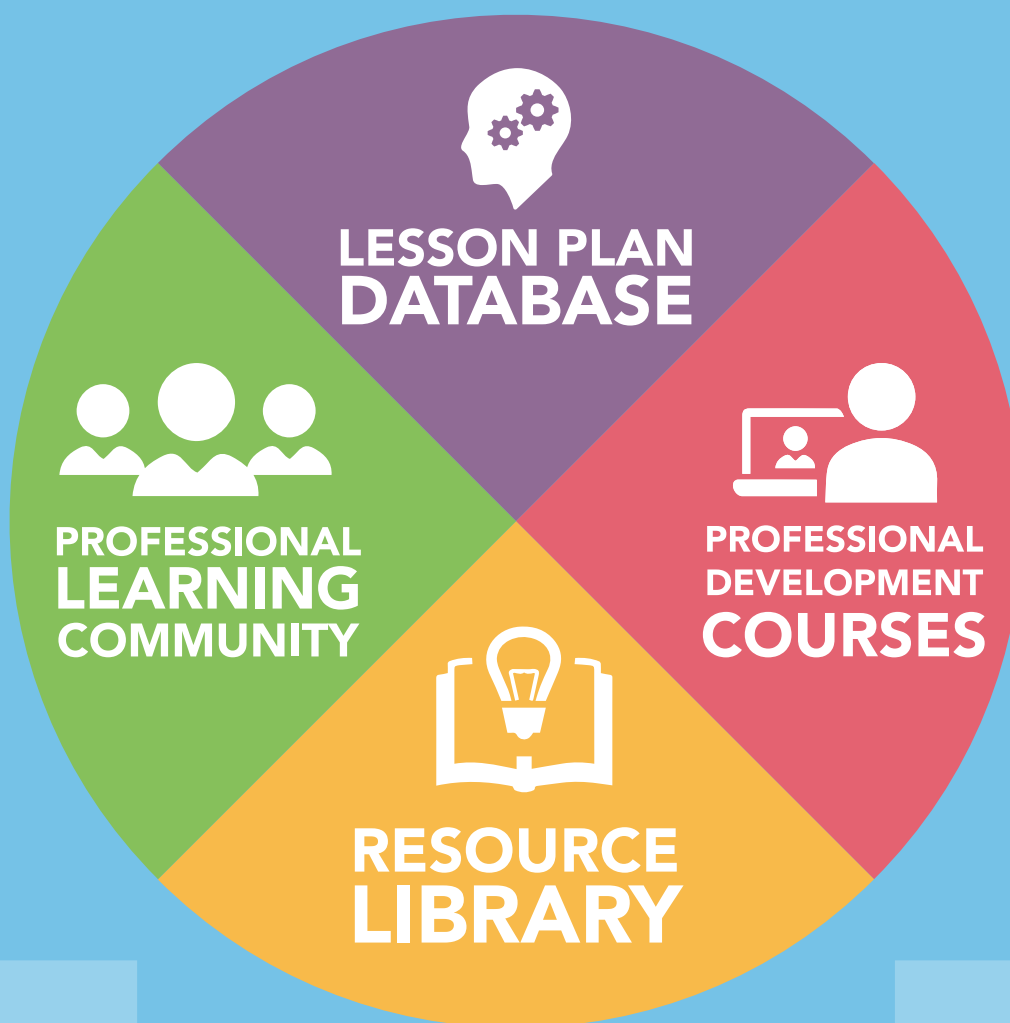 LESSON PLAN
DATABASE
PROFESSIONAL
LEARNING
COMMUNITY
PROFESSIONAL
DEVELOPMENT
COURSES
RESOURCE
LIBRARY